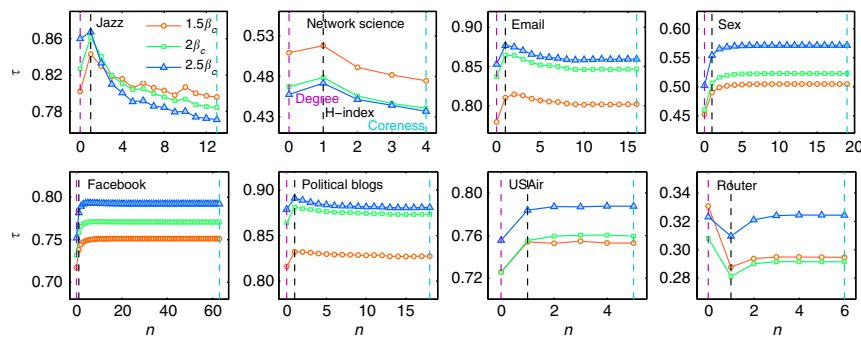 Jazz
1.5βc
2βc
2.5βc
τ
0.86
0.82
0.78
0 4 8 12
Network science
0.53
0.48
0.43
Degree
H-index
Coreness
0 1 2 3 4
Email
0.90
0.85
0.80
0 5 10 15
Sex
0.60
0.55
0.50
0.45
0 5 10 15 20
Facebook
τ
0.80
0.75
0.70
0 20 40 60
n
Political blogs
0.90
0.85
0.80
0 5 10 15
n
USAir
0.80
0.76
0.72
0 2 4
n
Router
0.34
0.32
0.30
0.28
0 2 4 6
n